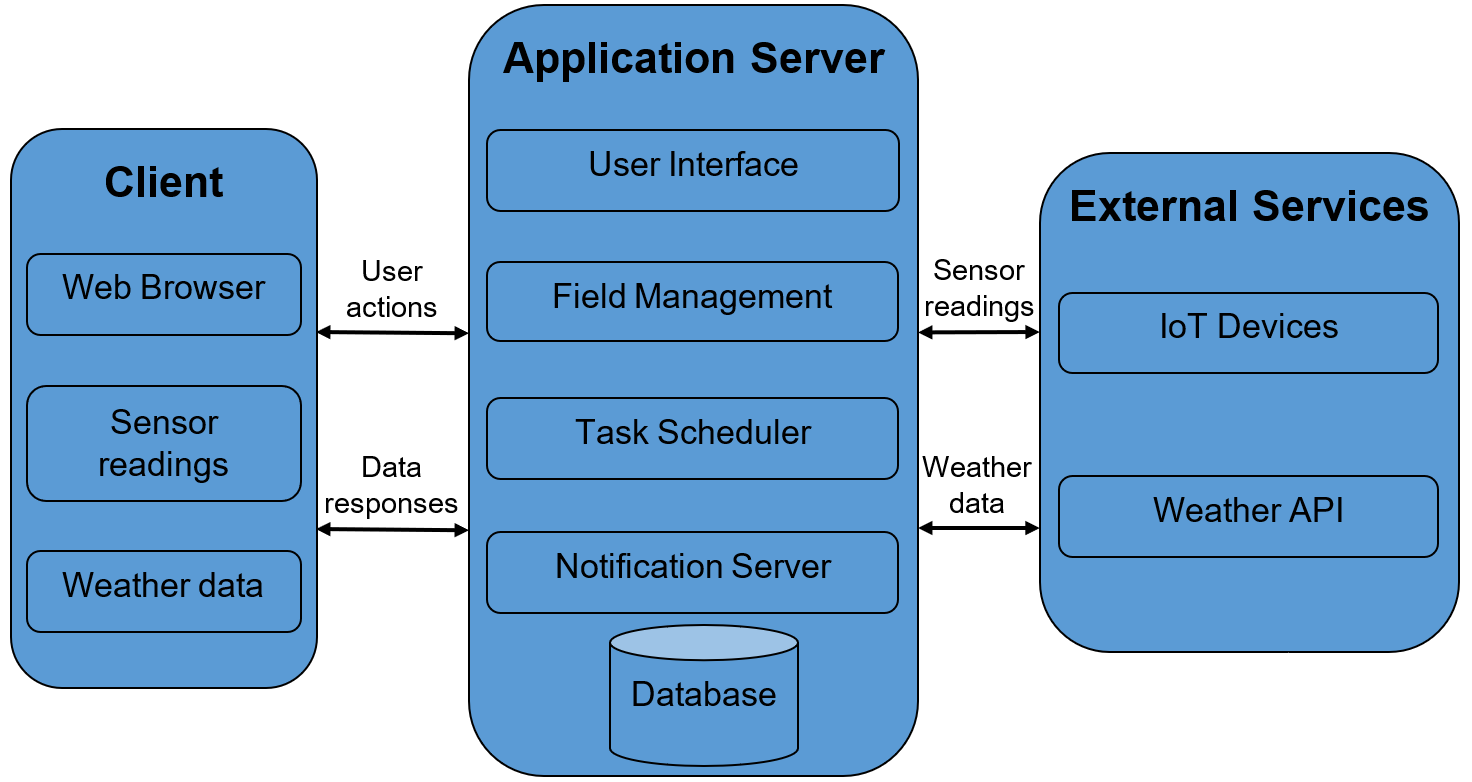 Client
Web Browser
Sensor
readings
Weather data
User
actions
Data
responses
Application Server
User Interface
Field Management
Task Scheduler
Notification Server
Database
Sensor
readings
Weather
data
External Services
IoT Devices
Weather API